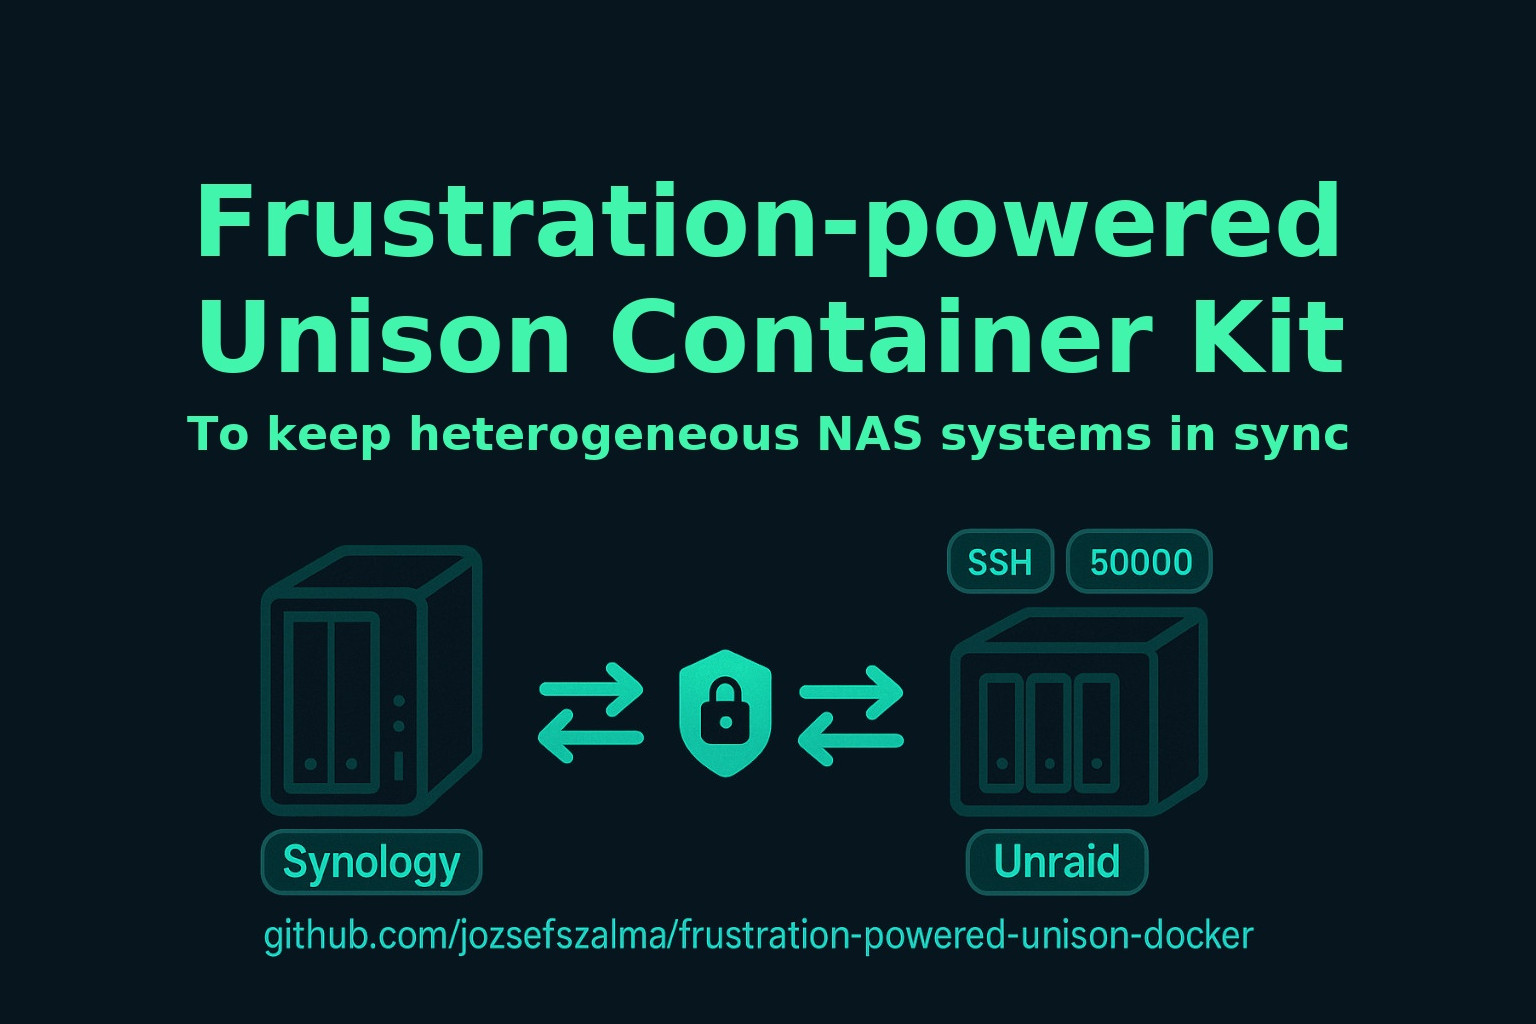 Frustration-powered
Unison Container Kit
To keep heterogeneous NAS systems in sync
SSH 50000
Synology
Unraid
github.com/jozsefszalma/frustration-powered-unison-docker